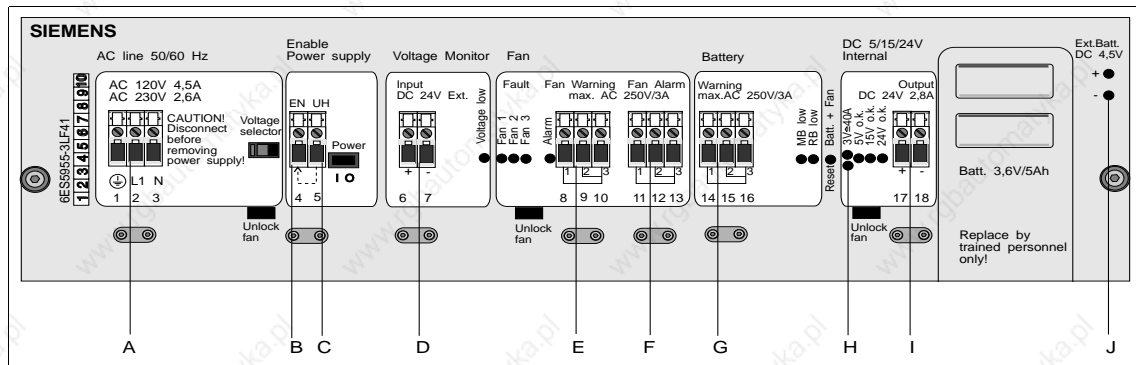 SIEMENS
AC line 50/60 Hz
Enable
Power supply
Voltage Monitor
Fan
Battery
DC 5/15/24V
Internal
Ext.Batt.
DC 4,5V
+
-
6ES5955-3LF41
1 2 3 4 5 6 7 8 9 10
AC 120V 4,5A
AC 230V 2,6A
CAUTION!
Disconnect
before
removing
power supply!
L1 N
1 2 3
Voltage
selector
Unlock
fan
EN UH
4 5
Power
I O
Input
DC 24V Ext.
+ -
6 7
Voltage low
Fault
Fan 1
Fan 2
Fan 3
Alarm
Fan Warning
max. AC 250V/3A
Fan Alarm
1 2 3
8 9 10
1 2 3
11 12 13
Unlock
fan
Warning
max.AC 250V/3A
1 2 3
14 15 16
MB low
RB low
Reset Batt. + Fan
5V o.k.
15V o.k.
24V o.k.
Output
DC 24V 2,8A
+ -
17 18
Unlock
fan
Batt. 3,6V/5Ah
Replace by
trained personnel
only!
A B C D E F G H I J
www.rgbautomatyka.pl